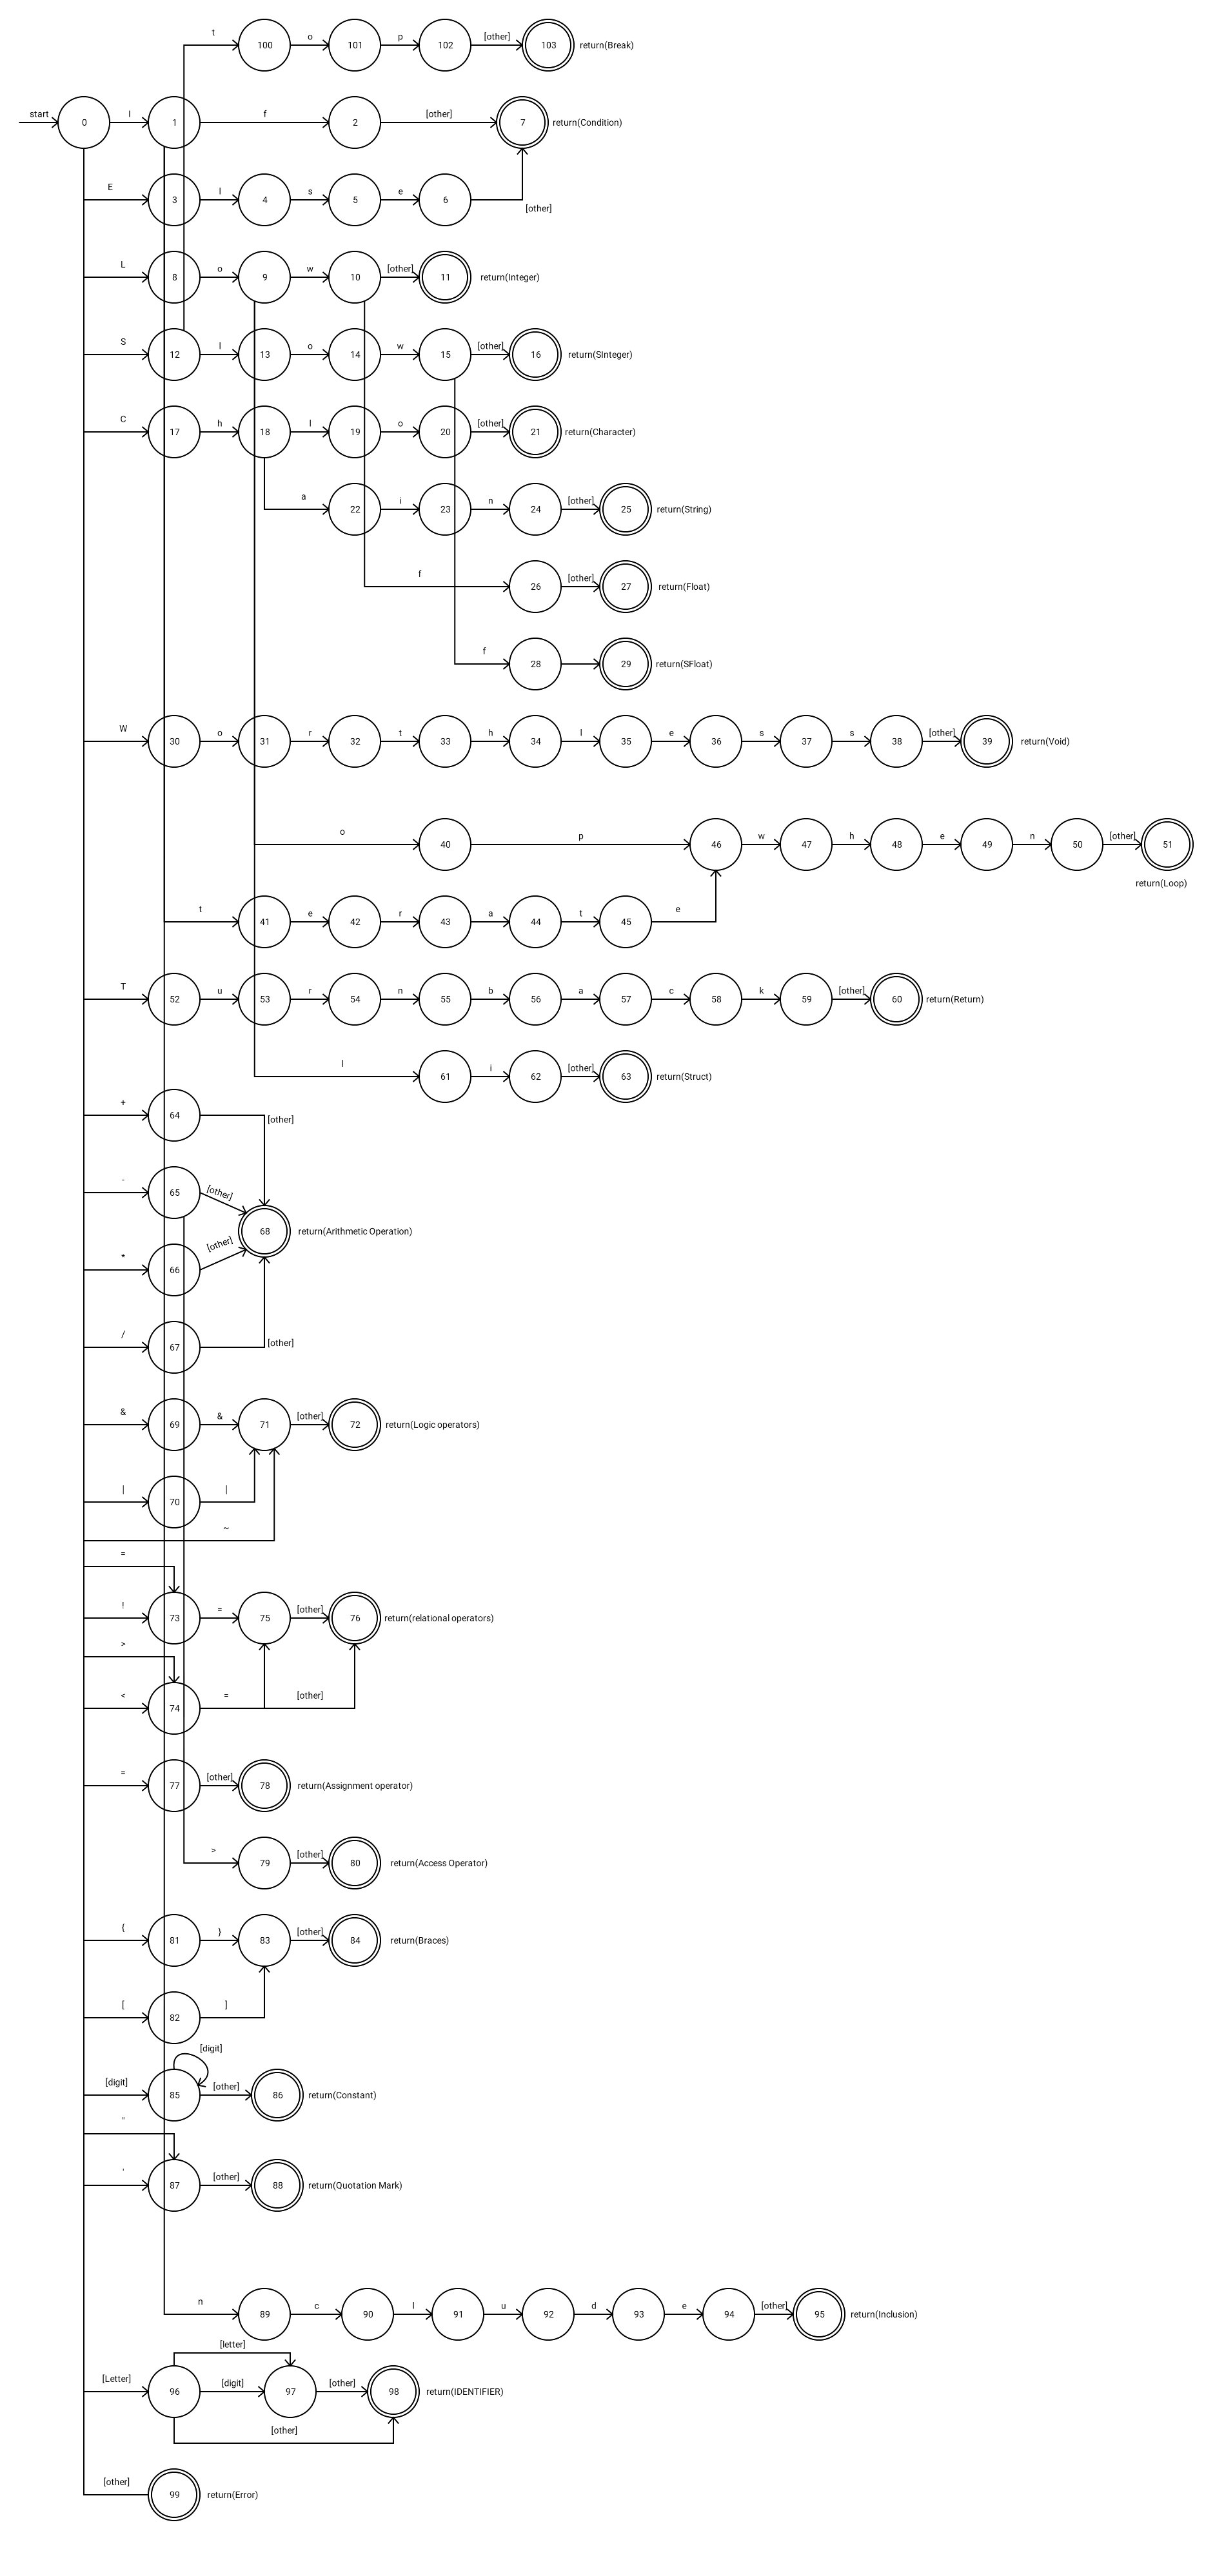 t 100 o 101 p 102 [other] 103 return(Break)
start 0 I 1 f 2 [other] 7 return(Condition)
E 3 l 4 s 5 e 6 [other]
L 8 o 9 w 10 [other] 11 return(Integer)
S 12 l 13 o 14 w 15 [other] 16 return(SInteger)
C 17 h 18 l 19 o 20 [other] 21 return(Character)
a 22 i 23 n 24 [other] 25 return(String)
f 26 [other] 27 return(Float)
f 28 29 return(SFloat)
W 30 o 31 r 32 t 33 h 34 l 35 e 36 s 37 s 38 [other] 39 return(Void)
o 40 p 46 w 47 h 48 e 49 n 50 [other] 51
return(Loop)
t 41 e 42 r 43 a 44 t 45 e
T 52 u 53 r 54 n 55 b 56 a 57 c 58 k 59 [other] 60 return(Return)
l 61 i 62 [other] 63 return(Struct)
+ 64 [other]
- 65 [other]
68 return(Arithmetic Operation)
* 66 [other]
/ 67 [other]
& 69 & 71 [other] 72 return(Logic operators)
| 70 |
~
=
! 73 = 75 [other] 76 return(relational operators)
>
< 74 = [other]
= 77 [other] 78 return(Assignment operator)
> 79 [other] 80 return(Access Operator)
{ 81 } 83 [other] 84 return(Braces)
[ 82 ]
[digit]
[digit] 85 [other] 86 return(Constant)
"
' 87 [other] 88 return(Quotation Mark)
n 89 c 90 l 91 u 92 d 93 e 94 [other] 95 return(Inclusion)
[letter]
[Letter] 96 [digit] 97 [other] 98 return(IDENTIFIER)
[other]
[other] 99 return(Error)